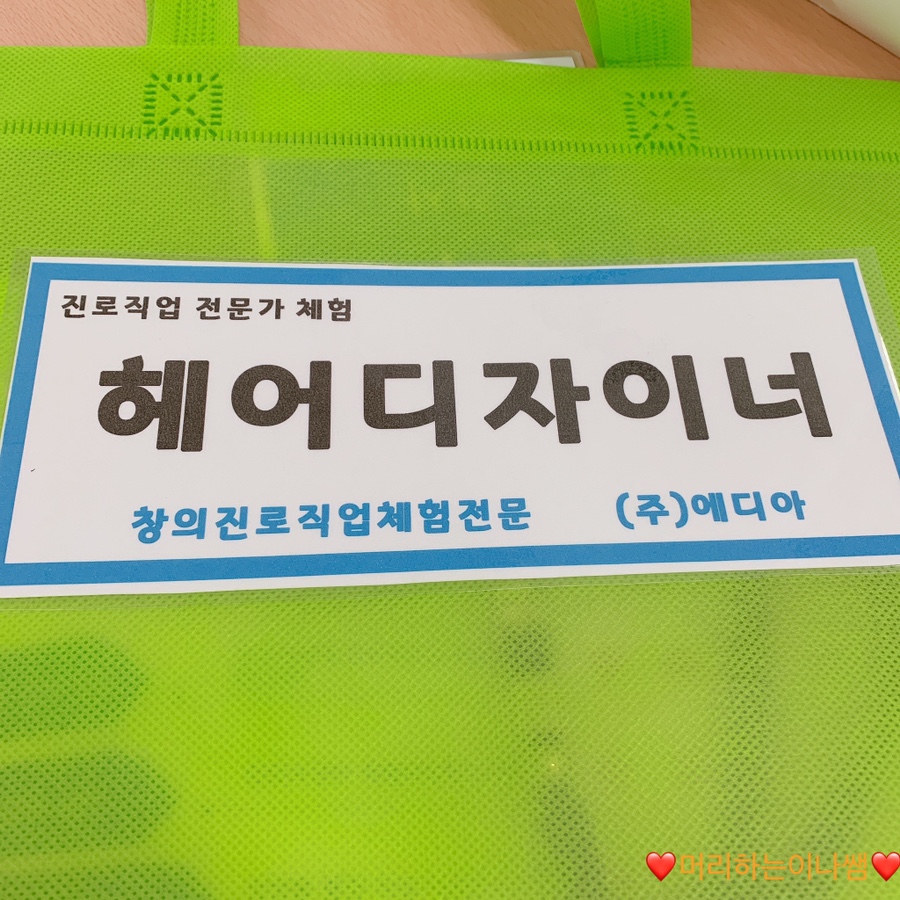 진로직업 전문가 체험
헤어디자이너
창의진로직업체험전문 (주)에디아
❤️머리하는이나쌤❤️